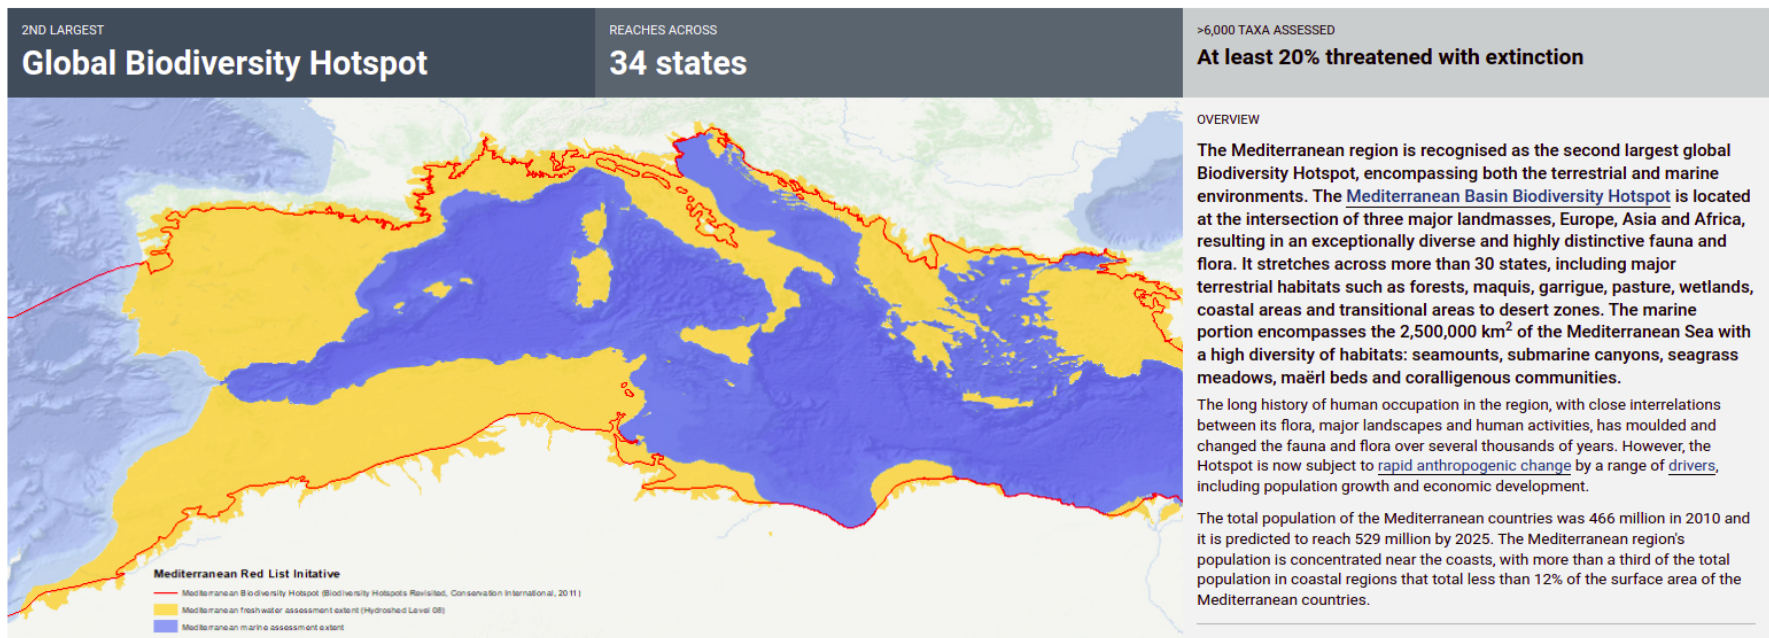 2ND LARGEST
Global Biodiversity Hotspot
REACHES ACROSS
34 states
>6,000 TAXA ASSESSED
At least 20% threatened with extinction
Mediterranean Red List Initative
Mediterranean Biodiversity Hotspot (Biodiversity Hotspots Revisited, Conservation International, 2011)
Mediterranean freshwater assessment extent (Hydroshed Level 08)
Mediterranean marine assessment extent
OVERVIEW
The Mediterranean region is recognised as the second largest global
Biodiversity Hotspot, encompassing both the terrestrial and marine
environments. The Mediterranean Basin Biodiversity Hotspot is located
at the intersection of three major landmasses, Europe, Asia and Africa,
resulting in an exceptionally diverse and highly distinctive fauna and
flora. It stretches across more than 30 states, including major
terrestrial habitats such as forests, maquis, garrigue, pasture, wetlands,
coastal areas and transitional areas to desert zones. The marine
portion encompasses the 2,500,000 km² of the Mediterranean Sea with
a high diversity of habitats: seamounts, submarine canyons, seagrass
meadows, maërl beds and coralligenous communities.
The long history of human occupation in the region, with close interrelations
between its flora, major landscapes and human activities, has moulded and
changed the fauna and flora over several thousands of years. However, the
Hotspot is now subject to rapid anthropogenic change by a range of drivers,
including population growth and economic development.
The total population of the Mediterranean countries was 466 million in 2010 and
it is predicted to reach 529 million by 2025. The Mediterranean region's
population is concentrated near the coasts, with more than a third of the total
population in coastal regions that total less than 12% of the surface area of the
Mediterranean countries.